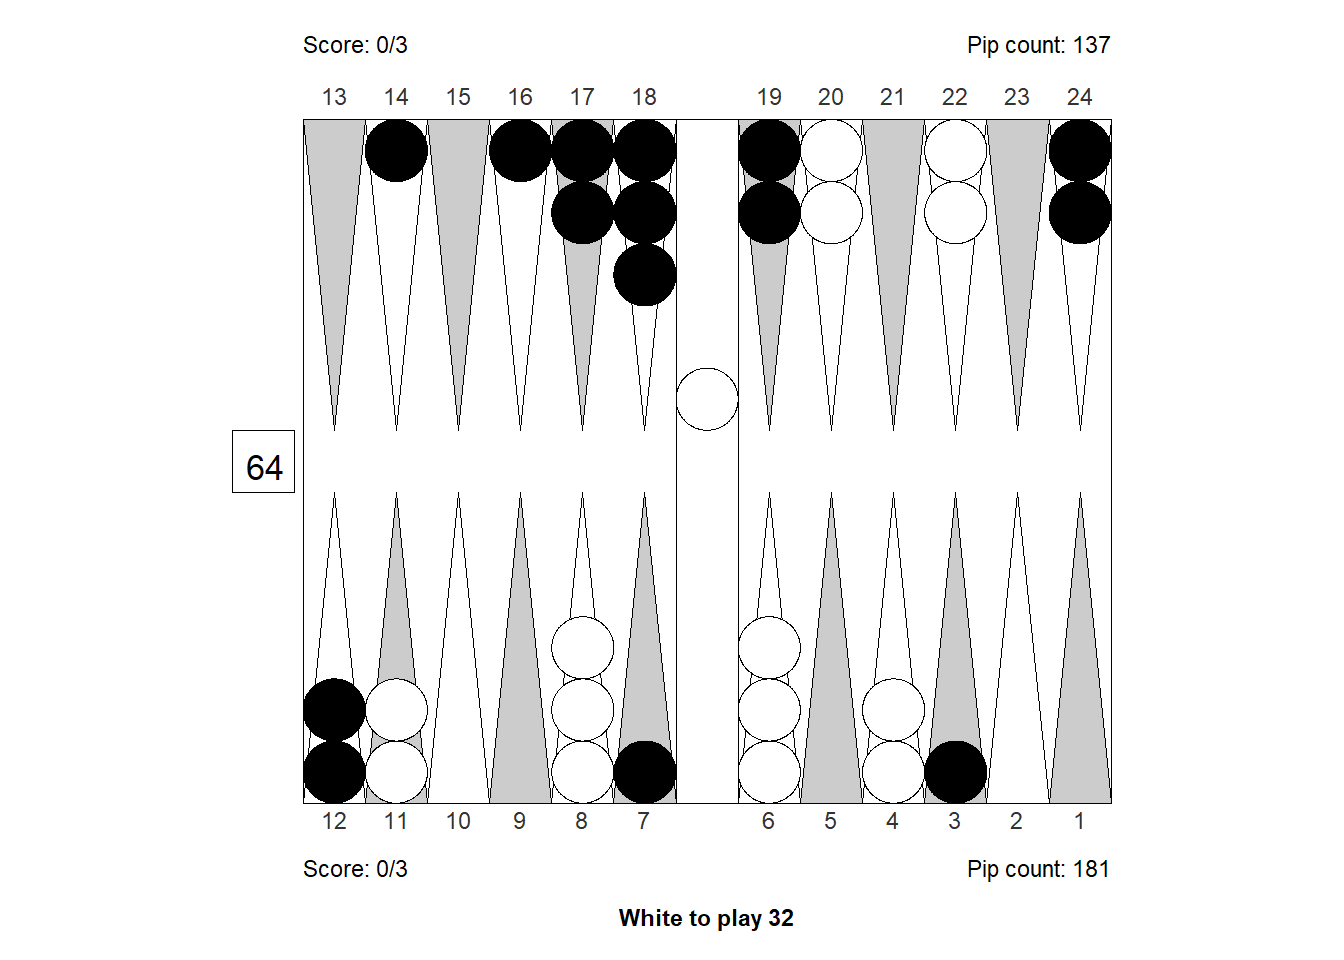 Score: 0/3 Pip count: 137
13 14 15 16 17 18 19 20 21 22 23 24
64
12 11 10 9 8 7 6 5 4 3 2 1
Score: 0/3 Pip count: 181
White to play 32